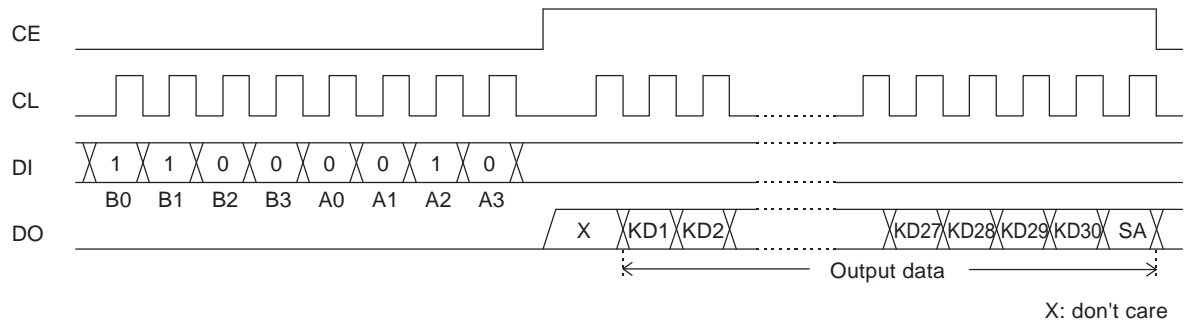 CE
CL
DI 1 1 0 0 0 0 1 0
B0 B1 B2 B3 A0 A1 A2 A3
DO X KD1 KD2 KD27 KD28 KD29 KD30 SA
Output data
X: don't care